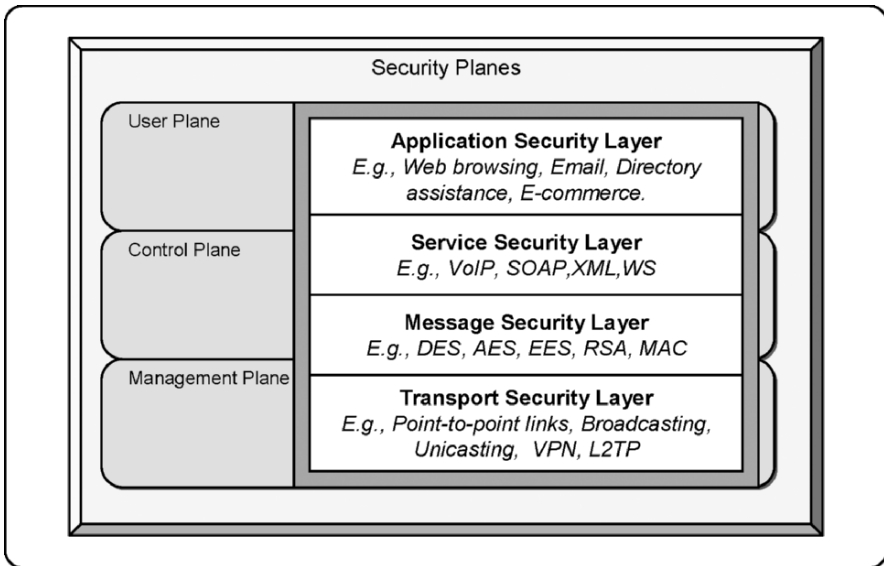 Security Planes
User Plane
Application Security Layer
E.g., Web browsing, Email, Directory
assistance, E-commerce.
Control Plane
Service Security Layer
E.g., VoIP, SOAP,XML,WS
Message Security Layer
E.g., DES, AES, EES, RSA, MAC
Management Plane
Transport Security Layer
E.g., Point-to-point links, Broadcasting,
Unicasting, VPN, L2TP